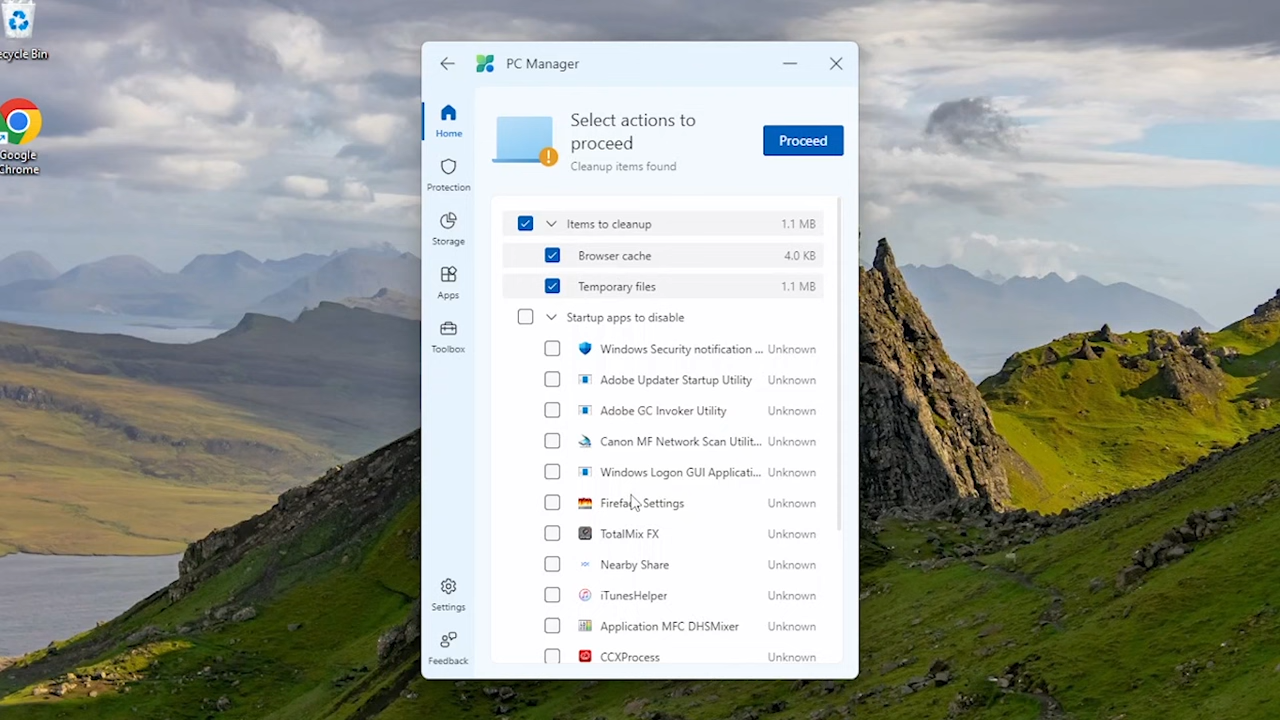 ecycle Bin
Google
Chrome
PC Manager
Home
Protection
Storage
Apps
Toolbox
Settings
Feedback
Select actions to
proceed
Cleanup items found
Proceed
Items to cleanup 1.1 MB
Browser cache 4.0 KB
Temporary files 1.1 MB
Startup apps to disable
Windows Security notification ... Unknown
Adobe Updater Startup Utility Unknown
Adobe GC Invoker Utility Unknown
Canon MF Network Scan Utilit... Unknown
Windows Logon GUI Applicati... Unknown
Settings Unknown
TotalMix FX Unknown
Nearby Share Unknown
iTunesHelper Unknown
Application MFC DHSMixer Unknown
CCXProcess Unknown